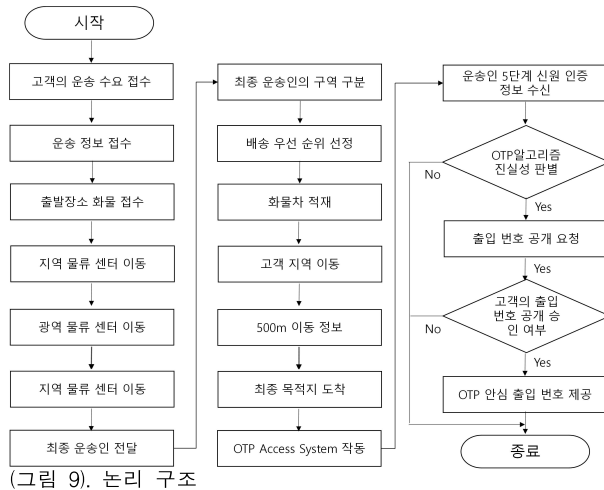 시작
고객의 운송 수요 접수
운송 정보 접수
출발장소 화물 접수
지역 물류 센터 이동
광역 물류 센터 이동
지역 물류 센터 이동
최종 운송인 전달
최종 운송인의 구역 구분
배송 우선 순위 선정
화물차 적재
고객 지역 이동
500m 이동 정보
최종 목적지 도착
OTP Access System 작동
운송인 5단계 신원 인증
정보 수신
OTP알고리즘
진실성 판별
No
Yes
출입 번호 공개 요청
Yes
고객의 출입
번호 공개 승
인 여부
No
Yes
OTP 안심 출입 번호 제공
종료
(그림 9). 논리 구조